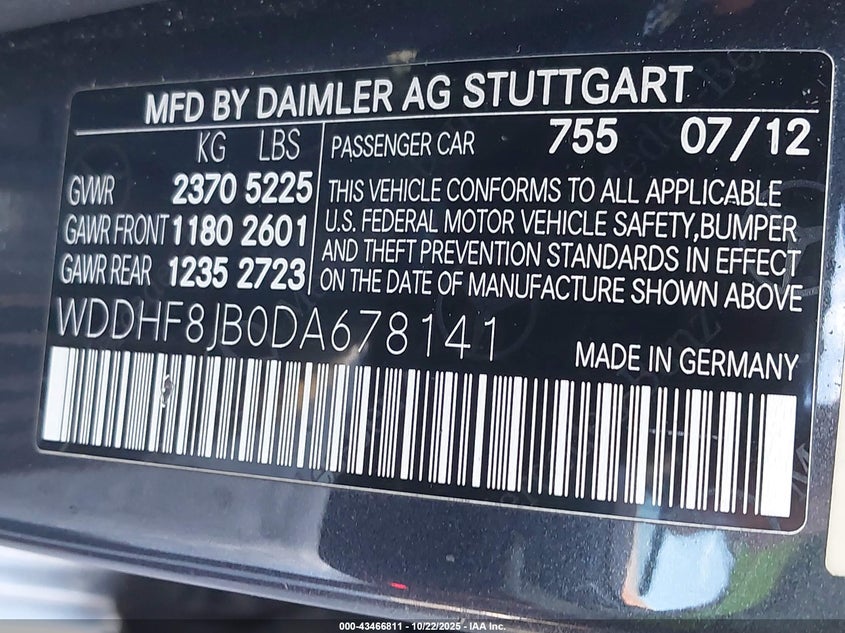 MFD BY DAIMLER AG STUTTGART
KG LBS
GVWR 2370 5225
GAWR FRONT 1180 2601
GAWR REAR 1235 2723
PASSENGER CAR 755 07/12
THIS VEHICLE CONFORMS TO ALL APPLICABLE
U.S. FEDERAL MOTOR VEHICLE SAFETY,BUMPER
AND THEFT PREVENTION STANDARDS IN EFFECT
ON THE DATE OF MANUFACTURE SHOWN ABOVE
WDDHF8JB0DA678141
MADE IN GERMANY
000-43466811 - 10/22/2025 - IAA Inc.